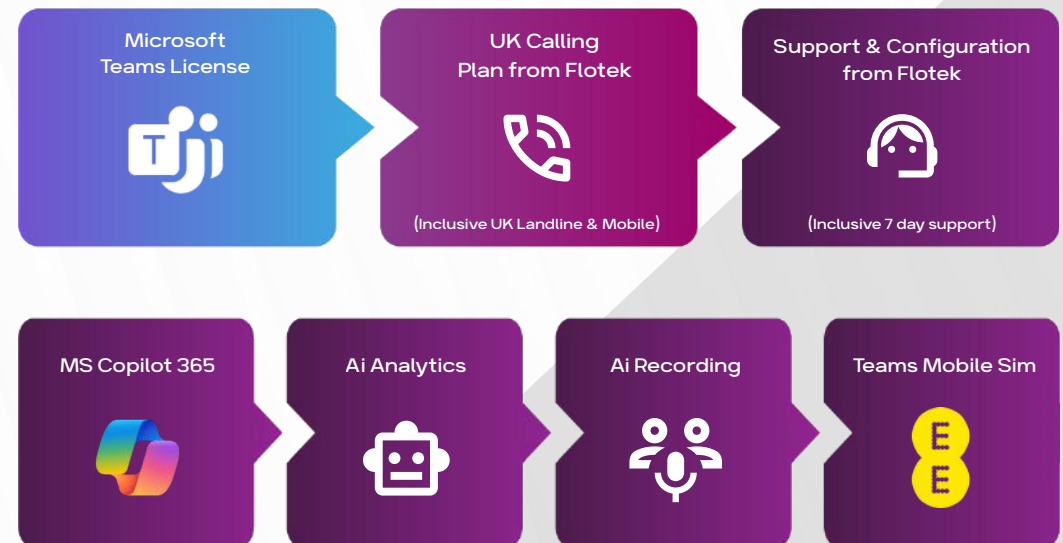 Microsoft
Teams License
T
UK Calling
Plan from Flotek
(Inclusive UK Landline & Mobile)
Support & Configuration
from Flotek
(Inclusive 7 day support)
MS Copilot 365
Ai Analytics
Ai Recording
Teams Mobile Sim
E
E